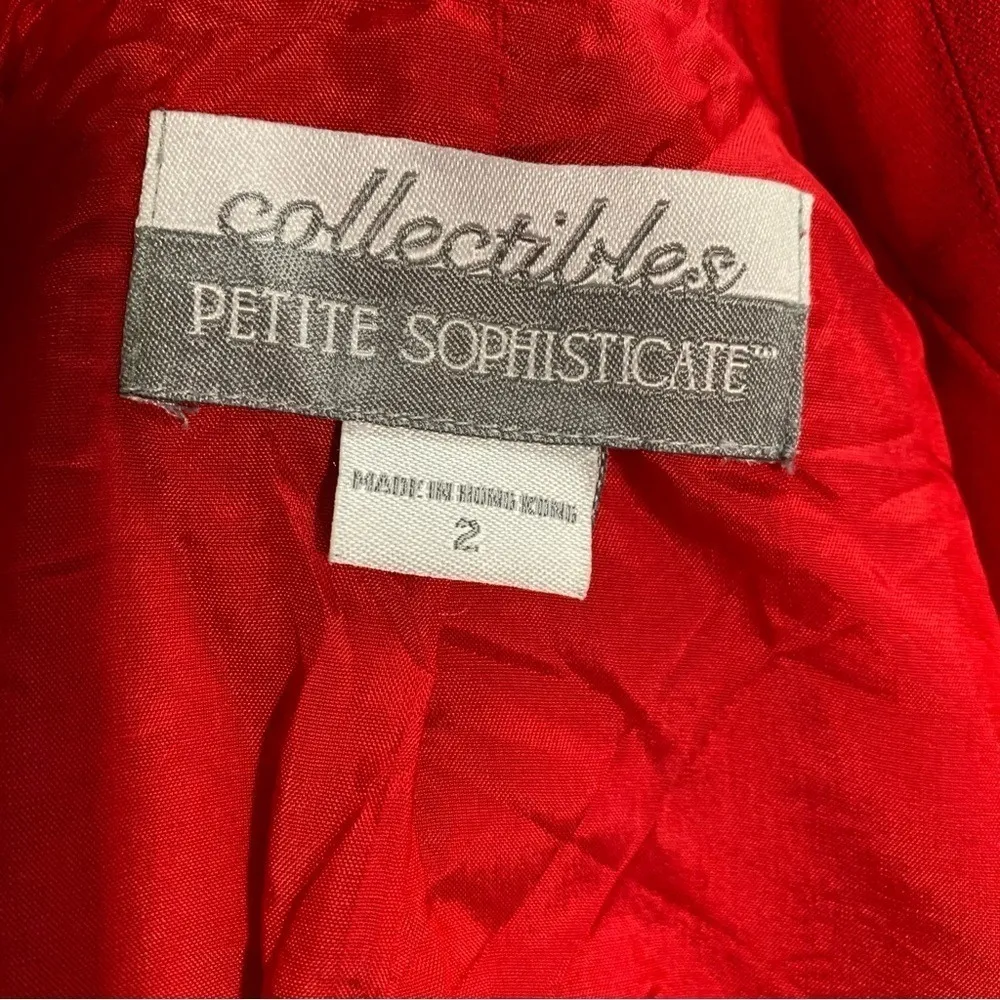 collectibles
PETITE SOPHISTICATE™
MADE IN HONG KONG
2